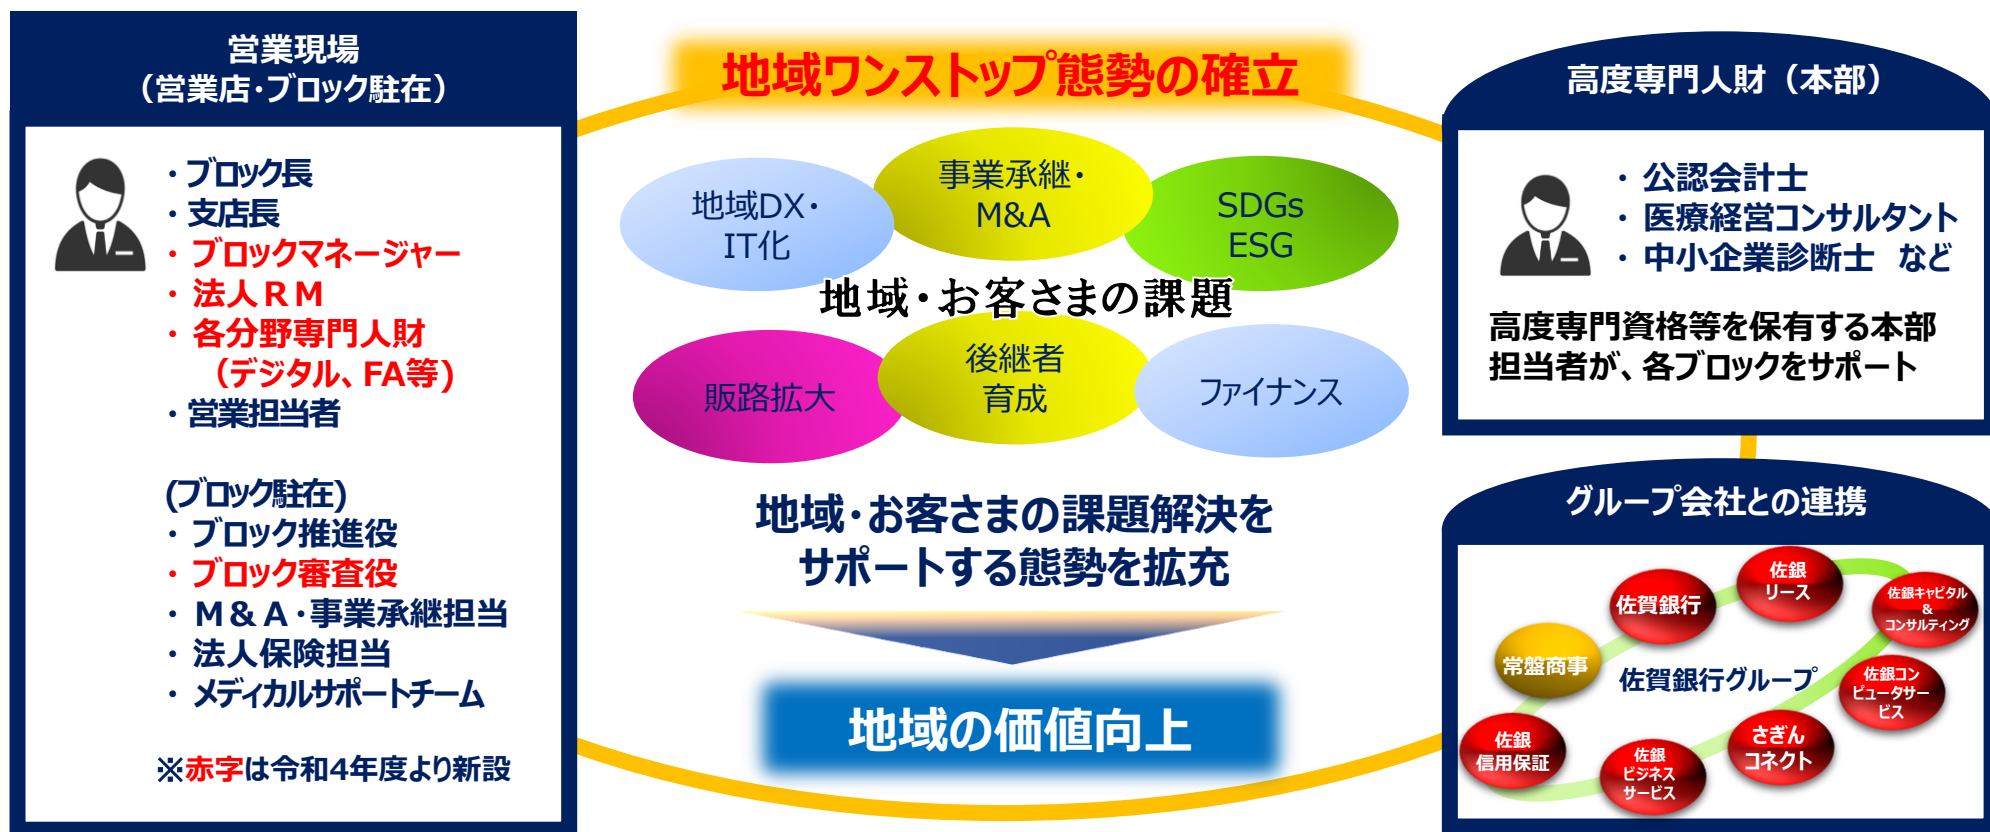 営業現場
（営業店・ブロック駐在）
・ブロック長
・支店長
・ブロックマネージャー
・法人ＲＭ
・各分野専門人財
（デジタル、FA等)
・営業担当者
(ブロック駐在)
・ブロック推進役
・ブロック審査役
・Ｍ＆Ａ・事業承継担当
・法人保険担当
・メディカルサポートチーム
※赤字は令和4年度より新設
地域ワンストップ態勢の確立
地域DX・
IT化
事業承継・
M&A
SDGs
ESG
地域・お客さまの課題
販路拡大
後継者
育成
ファイナンス
地域・お客さまの課題解決を
サポートする態勢を拡充
地域の価値向上
高度専門人財（本部）
・公認会計士
・医療経営コンサルタント
・中小企業診断士　など
高度専門資格等を保有する本部
担当者が、各ブロックをサポート
グループ会社との連携
佐賀銀行
佐銀
リース
佐銀キャピタル
&
コンサルティング
常盤商事
佐賀銀行グループ
佐銀コン
ピュータサー
ビス
佐銀
信用保証
佐銀
ビジネス
サービス
さぎん
コネクト